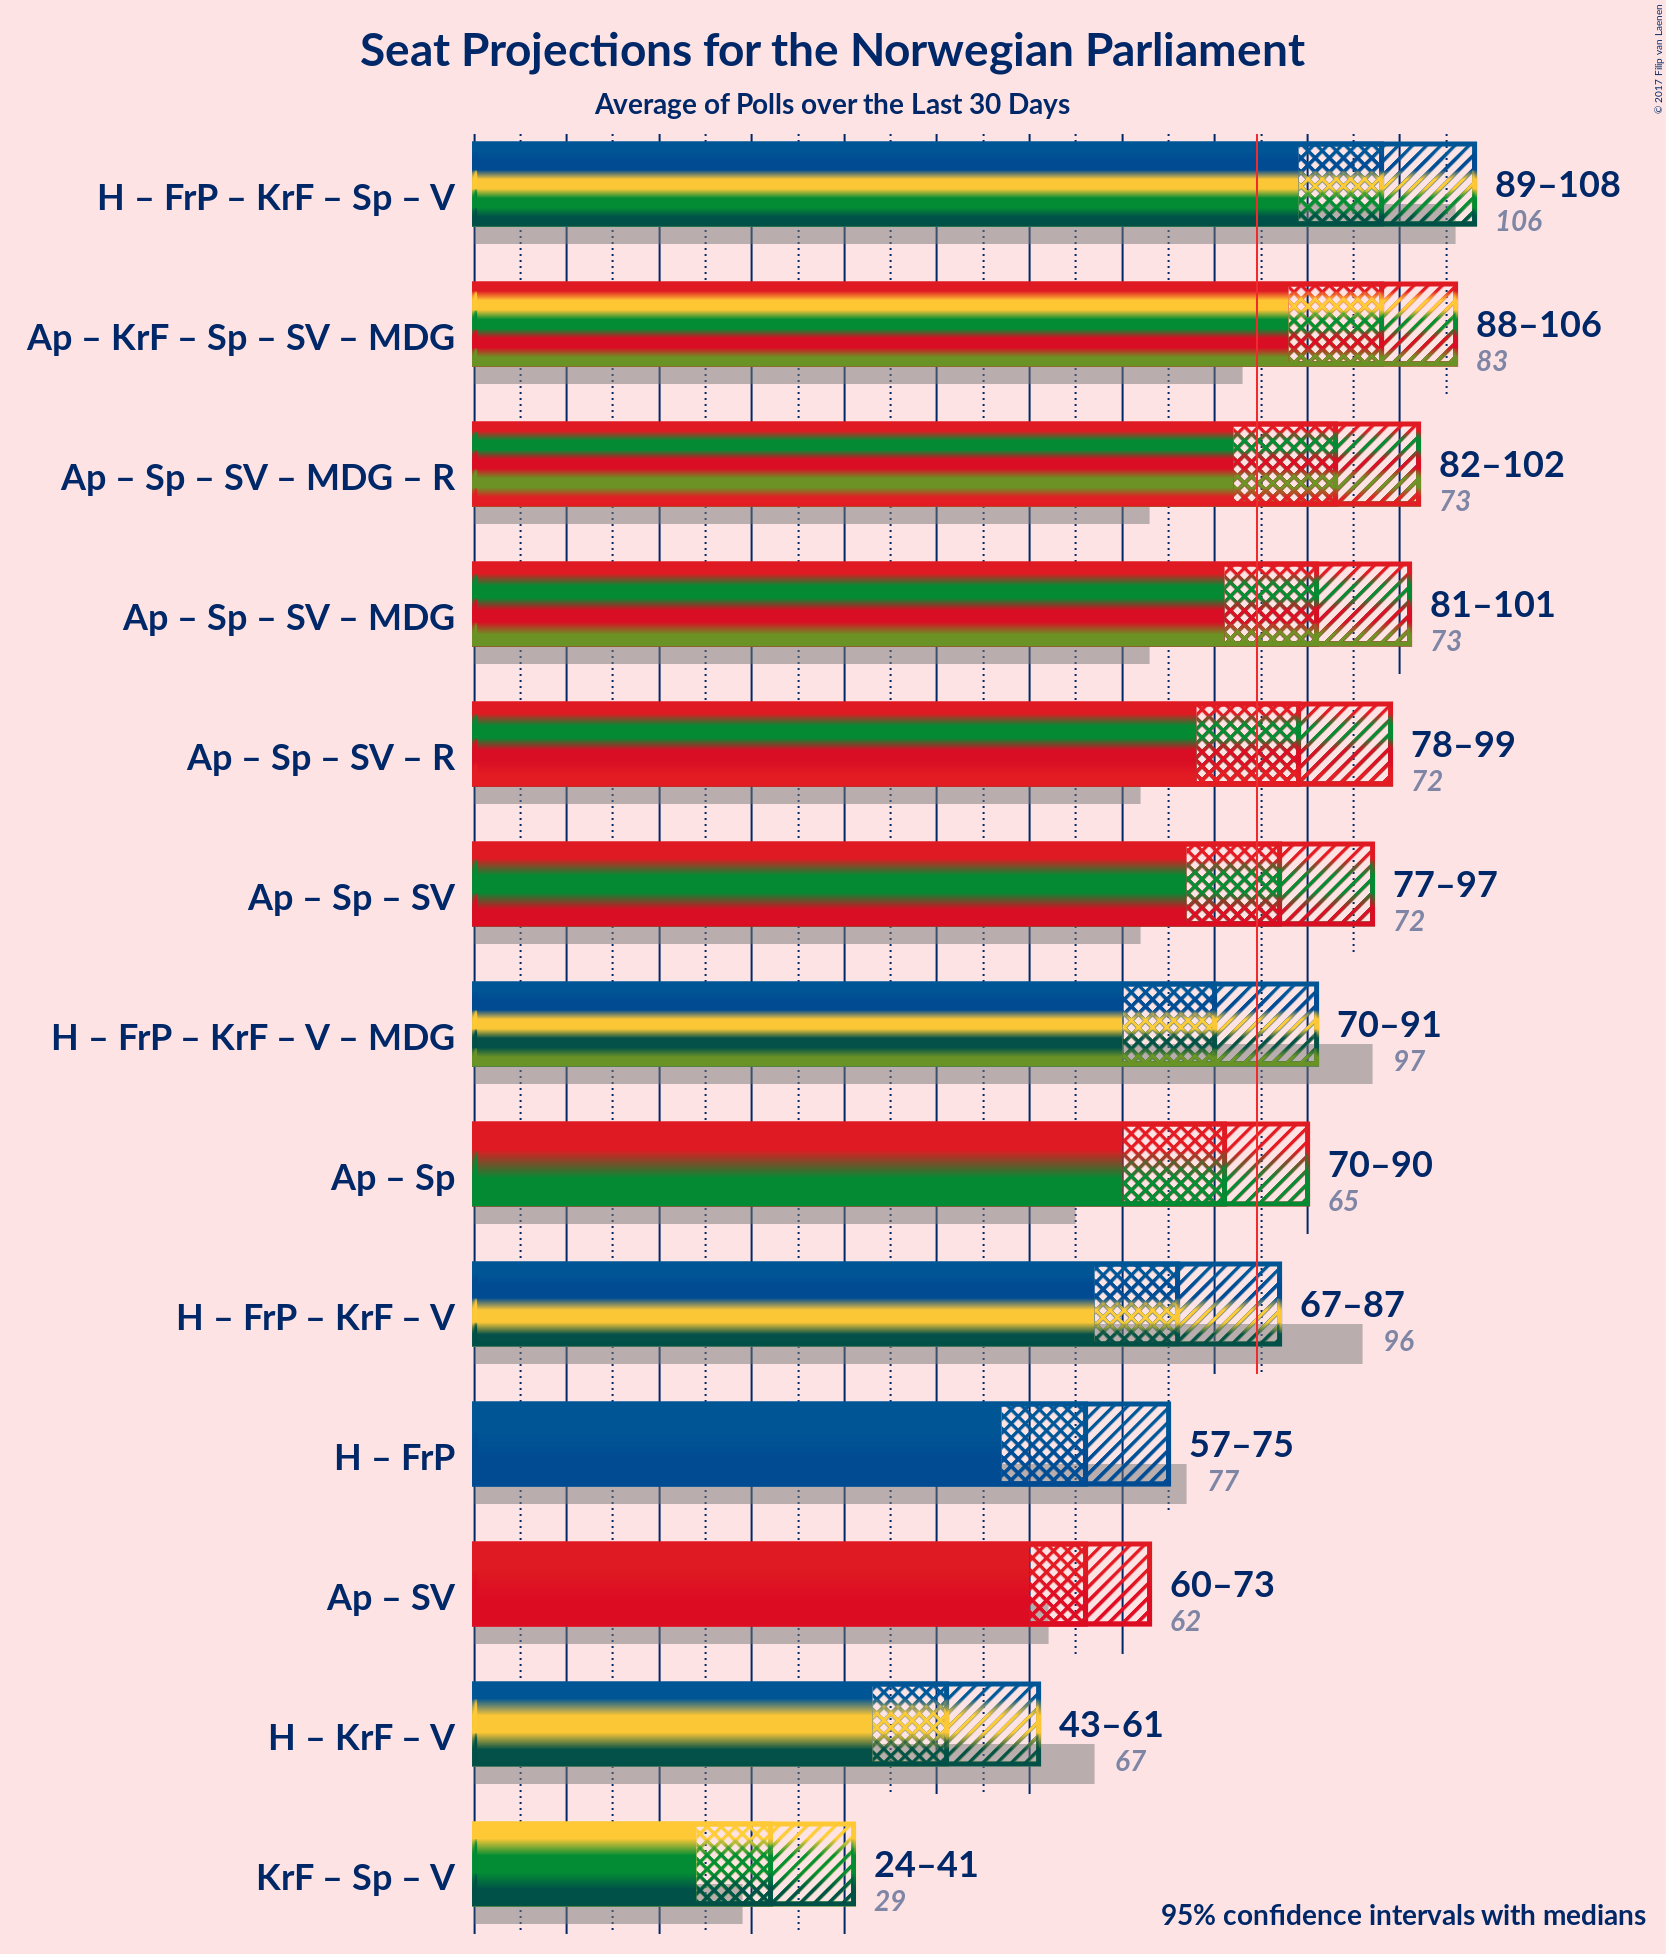 Seat Projections for the Norwegian Parliament
Average of Polls over the Last 30 Days
© 2017 Filip van Laenen
H – FrP – KrF – Sp – V
89–108
106
Ap – KrF – Sp – SV – MDG
88–106
83
Ap – Sp – SV – MDG – R
82–102
73
Ap – Sp – SV – MDG
81–101
73
Ap – Sp – SV – R
78–99
72
Ap – Sp – SV
77–97
72
H – FrP – KrF – V – MDG
70–91
97
Ap – Sp
70–90
65
H – FrP – KrF – V
67–87
96
H – FrP
57–75
77
Ap – SV
60–73
62
H – KrF – V
43–61
67
KrF – Sp – V
24–41
29
95% confidence intervals with medians